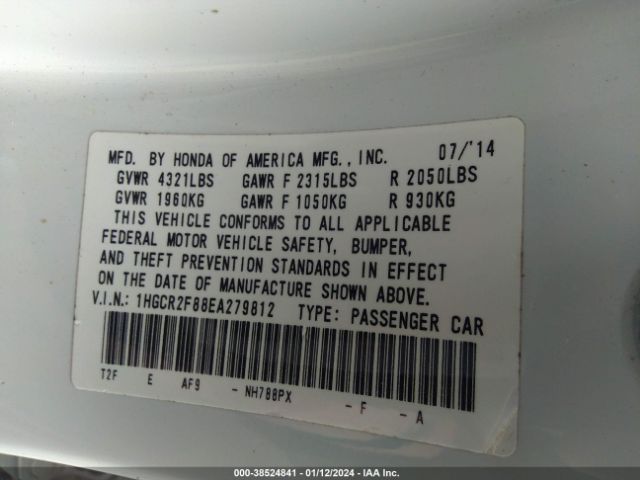 MFD. BY HONDA OF AMERICA MFG., INC. 07/'14
GVWR 4321LBS GAWR F 2315LBS R 2050LBS
GVWR 1960KG GAWR F 1050KG R 930KG
THIS VEHICLE CONFORMS TO ALL APPLICABLE
FEDERAL MOTOR VEHICLE SAFETY, BUMPER,
AND THEFT PREVENTION STANDARDS IN EFFECT
ON THE DATE OF MANUFACTURE SHOWN ABOVE.
V.I.N.: 1HGCR2F88EA279812 TYPE: PASSENGER CAR
T2F E AF9 - NH788PX - F - A
000-38524841 - 01/12/2024 - IAA Inc.